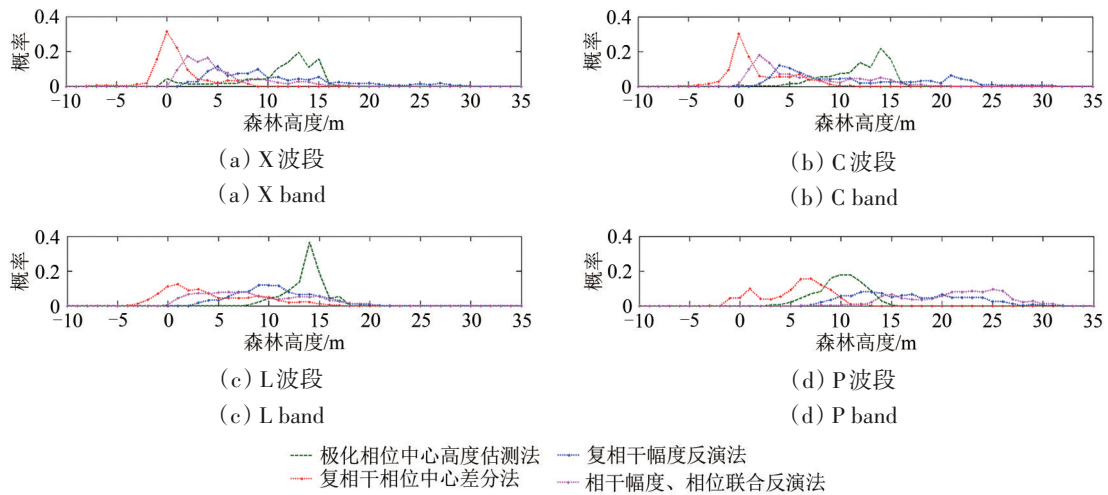 0.4
0.2
0
概率
−10 −5 0 5 10 15 20 25 30 35
森林高度/m
(a) X波段
(a) X band
0.4
0.2
0
概率
−10 −5 0 5 10 15 20 25 30 35
森林高度/m
(b) C波段
(b) C band
0.4
0.2
0
概率
−10 −5 0 5 10 15 20 25 30 35
森林高度/m
(c) L波段
(c) L band
0.4
0.2
0
概率
−10 −5 0 5 10 15 20 25 30 35
森林高度/m
(d) P波段
(d) P band
极化相位中心高度估测法
复相干幅度反演法
复相干相位中心差分法
相干幅度、相位联合反演法